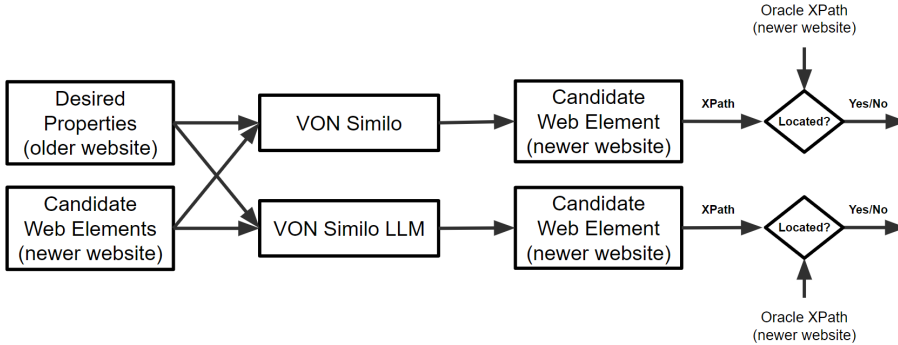 Oracle XPath
(newer website)
Desired
Properties
(older website)
VON Similo
Candidate
Web Element
(newer website)
XPath
Located?
Yes/No
Candidate
Web Elements
(newer website)
VON Similo LLM
Candidate
Web Element
(newer website)
XPath
Located?
Yes/No
Oracle XPath
(newer website)